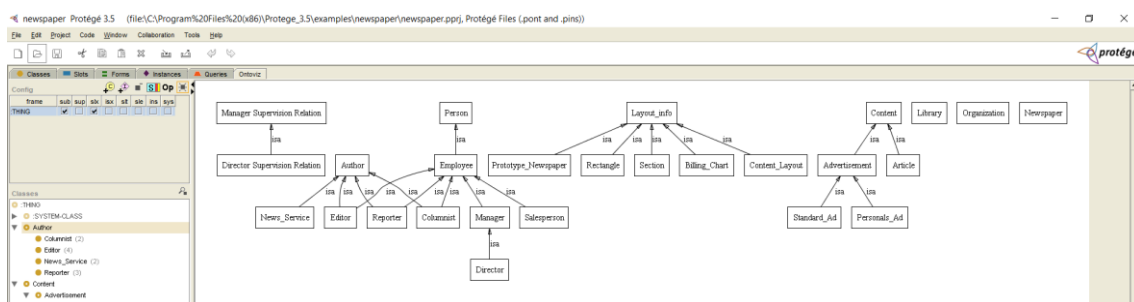 newspaper Protégé 3.5 (file:\C:\Program%20Files%20(x86)\Protege_3.5\examples\newspaper\newspaper.pprj, Protégé Files (.pont and .pins))
File Edit Project Code Window Collaboration Tools Help
protégé
Classes Slots Forms Instances Queries Ontoviz
Config Op
frame sub sup slx isx slt sle ins sys
:THING
Manager Supervision Relation Person Layout_info Content Library Organization Newspaper
isa isa isa isa isa isa isa isa isa
Director Supervision Relation Author Employee Prototype_Newspaper Rectangle Section Billing_Chart Content_Layout Advertisement Article
isa isa isa isa isa isa isa isa isa isa isa
News_Service Editor Reporter Columnist Manager Salesperson Standard_Ad Personals_Ad
isa
Director
Classes
:THING
:SYSTEM-CLASS
Author
Columnist (2)
Editor (4)
News_Service (2)
Reporter (3)
Content
Advertisement